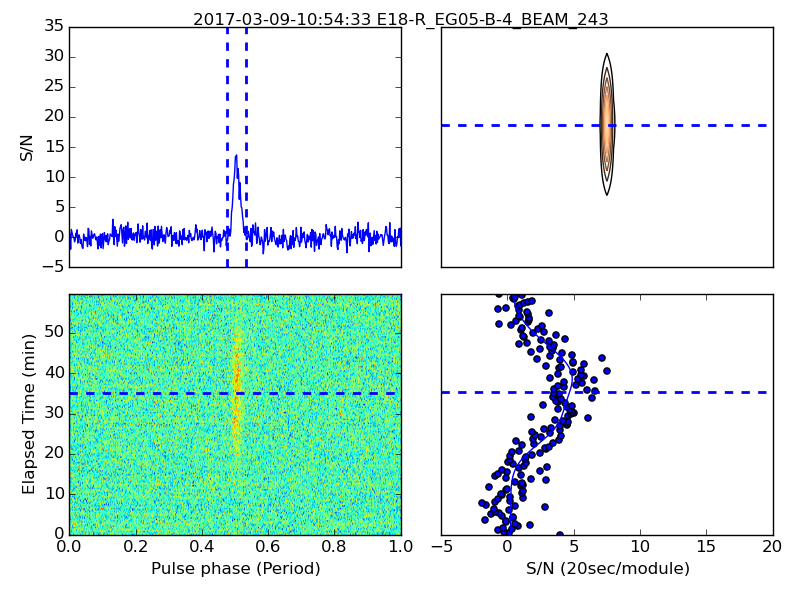 2017-03-09-10:54:33 E18-R_EG05-B-4_BEAM_243
35
30
25
20
15
10
5
0
−5
S/N
50
40
30
20
10
0
Elapsed Time (min)
0.0 0.2 0.4 0.6 0.8 1.0
Pulse phase (Period)
−5 0 5 10 15 20
S/N (20sec/module)